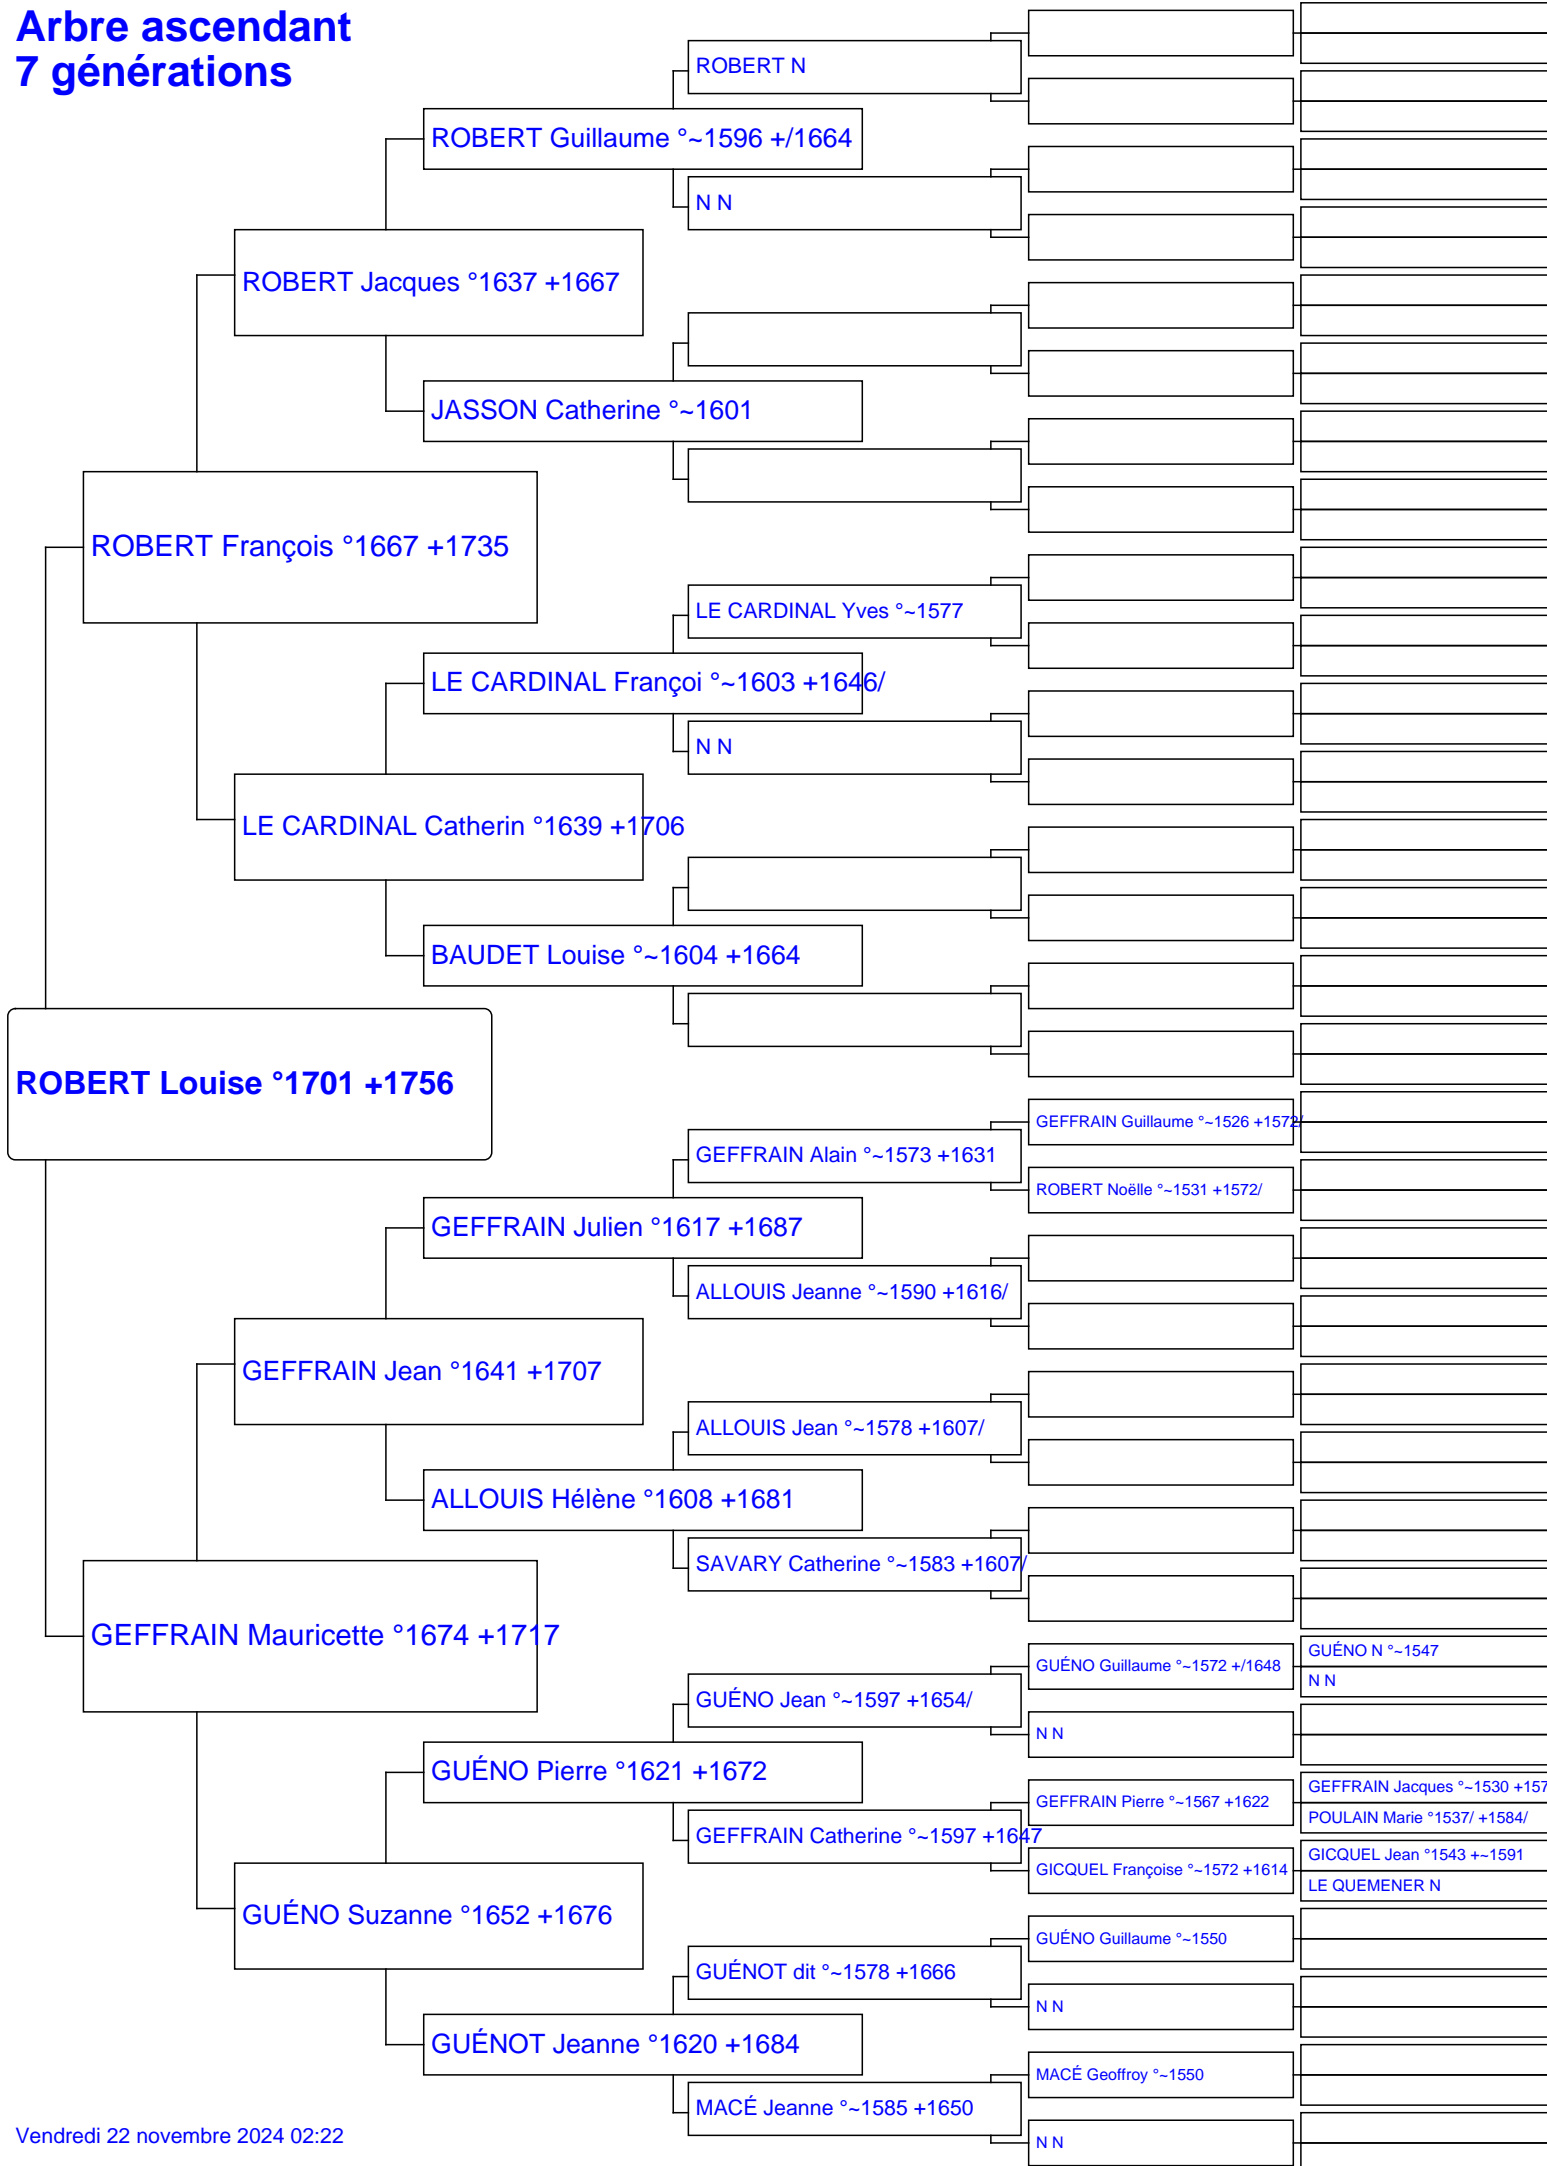 Arbre ascendant
7 générations
ROBERT N
ROBERT Guillaume °~1596 +/1664
N N
ROBERT Jacques °1637 +1667
JASSON Catherine °~1601
ROBERT François °1667 +1735
LE CARDINAL Yves °~1577
LE CARDINAL Françoi °~1603 +1646/
N N
LE CARDINAL Catherin °1639 +1706
BAUDET Louise °~1604 +1664
ROBERT Louise °1701 +1756
GEFFRAIN Guillaume °~1526 +1572/
GEFFRAIN Alain °~1573 +1631
ROBERT Noëlle °~1531 +1572/
GEFFRAIN Julien °1617 +1687
ALLOUIS Jeanne °~1590 +1616/
GEFFRAIN Jean °1641 +1707
ALLOUIS Jean °~1578 +1607/
ALLOUIS Hélène °1608 +1681
SAVARY Catherine °~1583 +1607/
GEFFRAIN Mauricette °1674 +1717
GUÉNO N °~1547
GUÉNO Guillaume °~1572 +/1648
N N
GUÉNO Jean °~1597 +1654/
N N
GUÉNO Pierre °1621 +1672
GEFFRAIN Jacques °~1530 +157
GEFFRAIN Pierre °~1567 +1622
POULAIN Marie °1537/ +1584/
GEFFRAIN Catherine °~1597 +1647
GICQUEL Jean °1543 +~1591
GICQUEL Françoise °~1572 +1614
LE QUEMENER N
GUÉNO Suzanne °1652 +1676
GUÉNO Guillaume °~1550
GUÉNOT dit °~1578 +1666
N N
GUÉNOT Jeanne °1620 +1684
MACÉ Geoffroy °~1550
MACÉ Jeanne °~1585 +1650
N N
Vendredi 22 novembre 2024 02:22